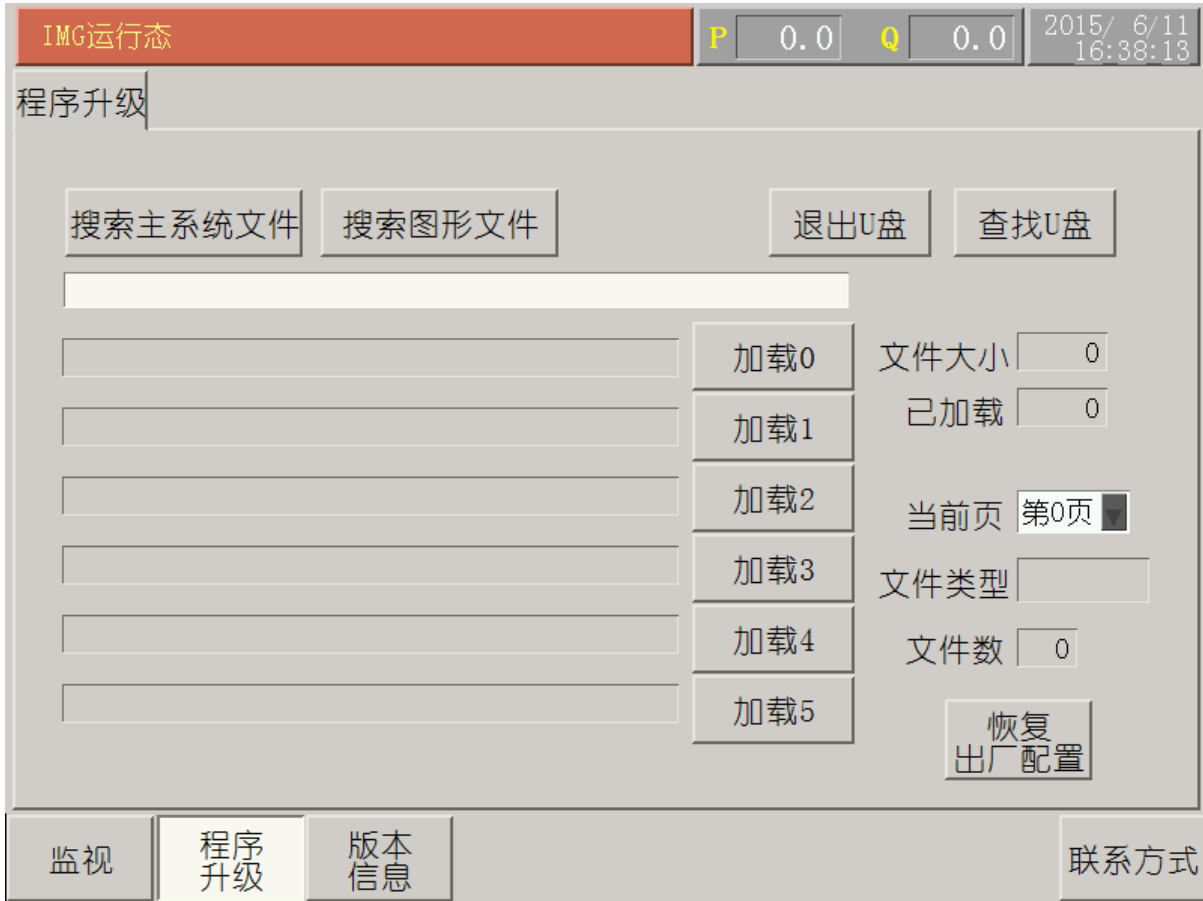 IMG运行态
P 0.0 Q 0.0
2015/ 6/11
16:38:13
程序升级
搜索主系统文件 搜索图形文件 退出U盘 查找U盘
加载0 文件大小 0
加载1 已加载 0
加载2 当前页 第0页
加载3 文件类型
加载4 文件数 0
加载5
恢复
出厂配置
监视
程序
升级
版本
信息
联系方式